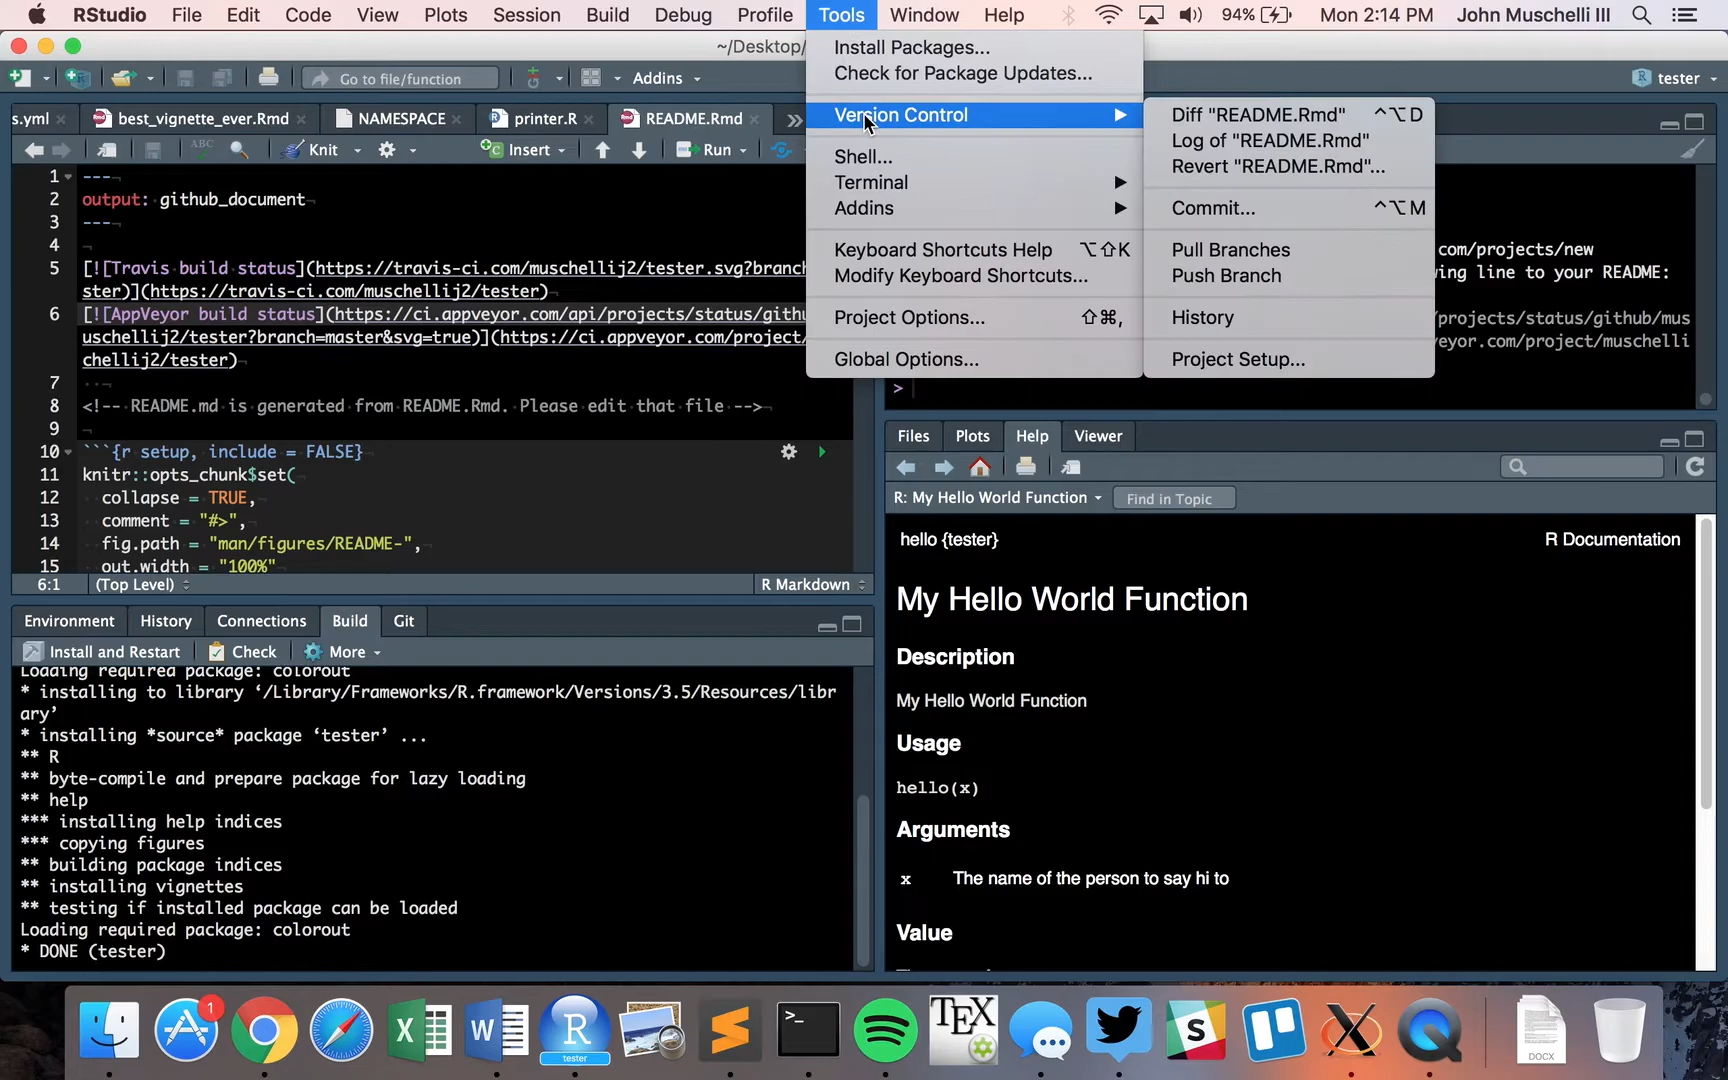 RStudio File Edit Code View Plots Session Build Debug Profile Tools Window Help 94% Mon 2:14 PM John Muschelli III
~/Desktop/
Go to file/function Addins tester
s.yml best_vignette_ever.Rmd NAMESPACE printer.R README.Rmd
ABC Knit Insert Run
1 ---
2 output: github_document
3 ---
4
5 [![Travis build status](https://travis-ci.com/muschellij2/tester.svg?branch
ster)](https://travis-ci.com/muschellij2/tester)
6 [![AppVeyor build status](https://ci.appveyor.com/api/projects/status/githu
uschellij2/tester?branch=master&svg=true)](https://ci.appveyor.com/project/
chellij2/tester)
7
8 <!-- README.md is generated from README.Rmd. Please edit that file -->
9
10 ```{r setup, include = FALSE}
11 knitr::opts_chunk$set(
12 collapse = TRUE,
13 comment = "#>",
14 fig.path = "man/figures/README-",
15 out.width = "100%"
6:1 (Top Level) R Markdown
Install Packages...
Check for Package Updates...
Version Control
Shell...
Terminal
Addins
Keyboard Shortcuts Help ⌥⇧K
Modify Keyboard Shortcuts...
Project Options... ⇧⌘,
Global Options...
Diff "README.Rmd" ^⌥D
Log of "README.Rmd"
Revert "README.Rmd"...
Commit... ^⌥M
Pull Branches
Push Branch
History
Project Setup...
com/projects/new
wing line to your README:
/projects/status/github/mus
veyor.com/project/muschelli
>
Environment History Connections Build Git
Install and Restart Check More
Loading required package: colorout
* installing to library ‘/Library/Frameworks/R.framework/Versions/3.5/Resources/libr
ary’
* installing *source* package ‘tester’ ...
** R
** byte-compile and prepare package for lazy loading
** help
*** installing help indices
*** copying figures
** building package indices
** installing vignettes
** testing if installed package can be loaded
Loading required package: colorout
* DONE (tester)
Files Plots Help Viewer
R: My Hello World Function Find in Topic
hello {tester} R Documentation
My Hello World Function
Description
My Hello World Function
Usage
hello(x)
Arguments
x The name of the person to say hi to
Value
1
X
W
R
tester
>_
TEX
S
X
DOCX